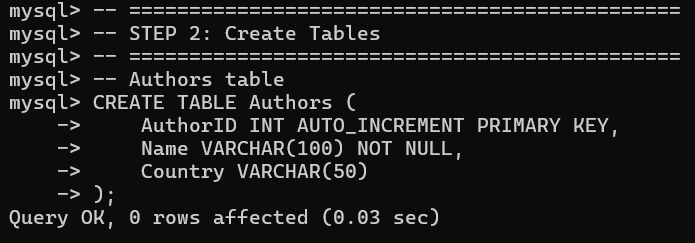 mysql> -- ==============================================
mysql> -- STEP 2: Create Tables
mysql> -- ==============================================
mysql> -- Authors table
mysql> CREATE TABLE Authors (
    ->     AuthorID INT AUTO_INCREMENT PRIMARY KEY,
    ->     Name VARCHAR(100) NOT NULL,
    ->     Country VARCHAR(50)
    -> );
Query OK, 0 rows affected (0.03 sec)